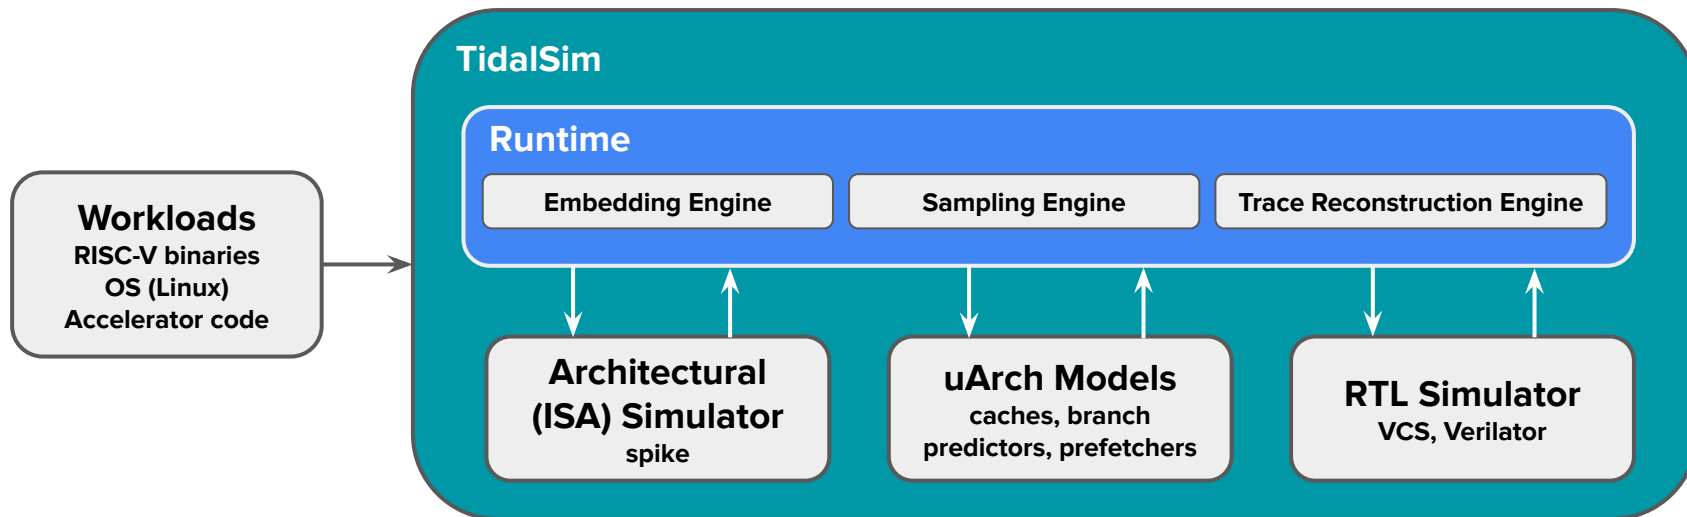 TidalSim
Runtime
Embedding Engine
Sampling Engine
Trace Reconstruction Engine
Workloads
RISC-V binaries
OS (Linux)
Accelerator code
Architectural
(ISA) Simulator
spike
uArch Models
caches, branch
predictors, prefetchers
RTL Simulator
VCS, Verilator